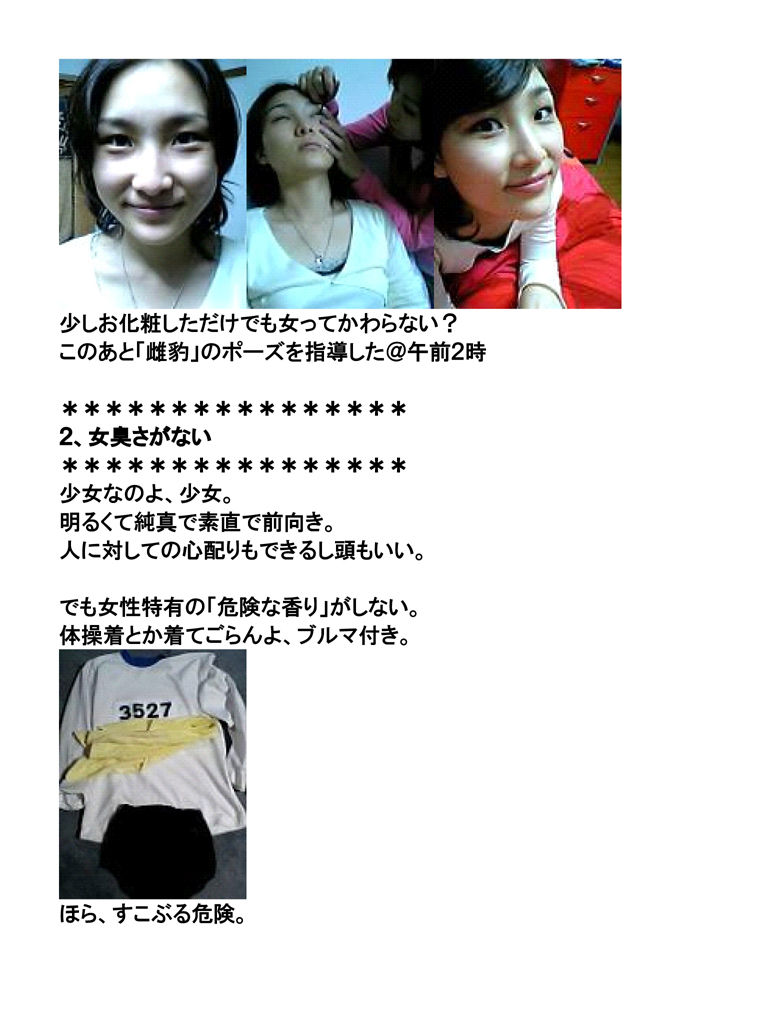 少しお化粧しただけでも女ってかわらない？
このあと「雌豹」のポーズを指導した＠午前2時
＊＊＊＊＊＊＊＊＊＊＊＊＊＊＊＊
２、女臭さがない
＊＊＊＊＊＊＊＊＊＊＊＊＊＊＊＊
少女なのよ、少女。
明るくて純真で素直で前向き。
人に対しての心配りもできるし頭もいい。
でも女性特有の「危険な香り」がしない。
体操着とか着てごらんよ、ブルマ付き。
3527
ほら、すこぶる危険。